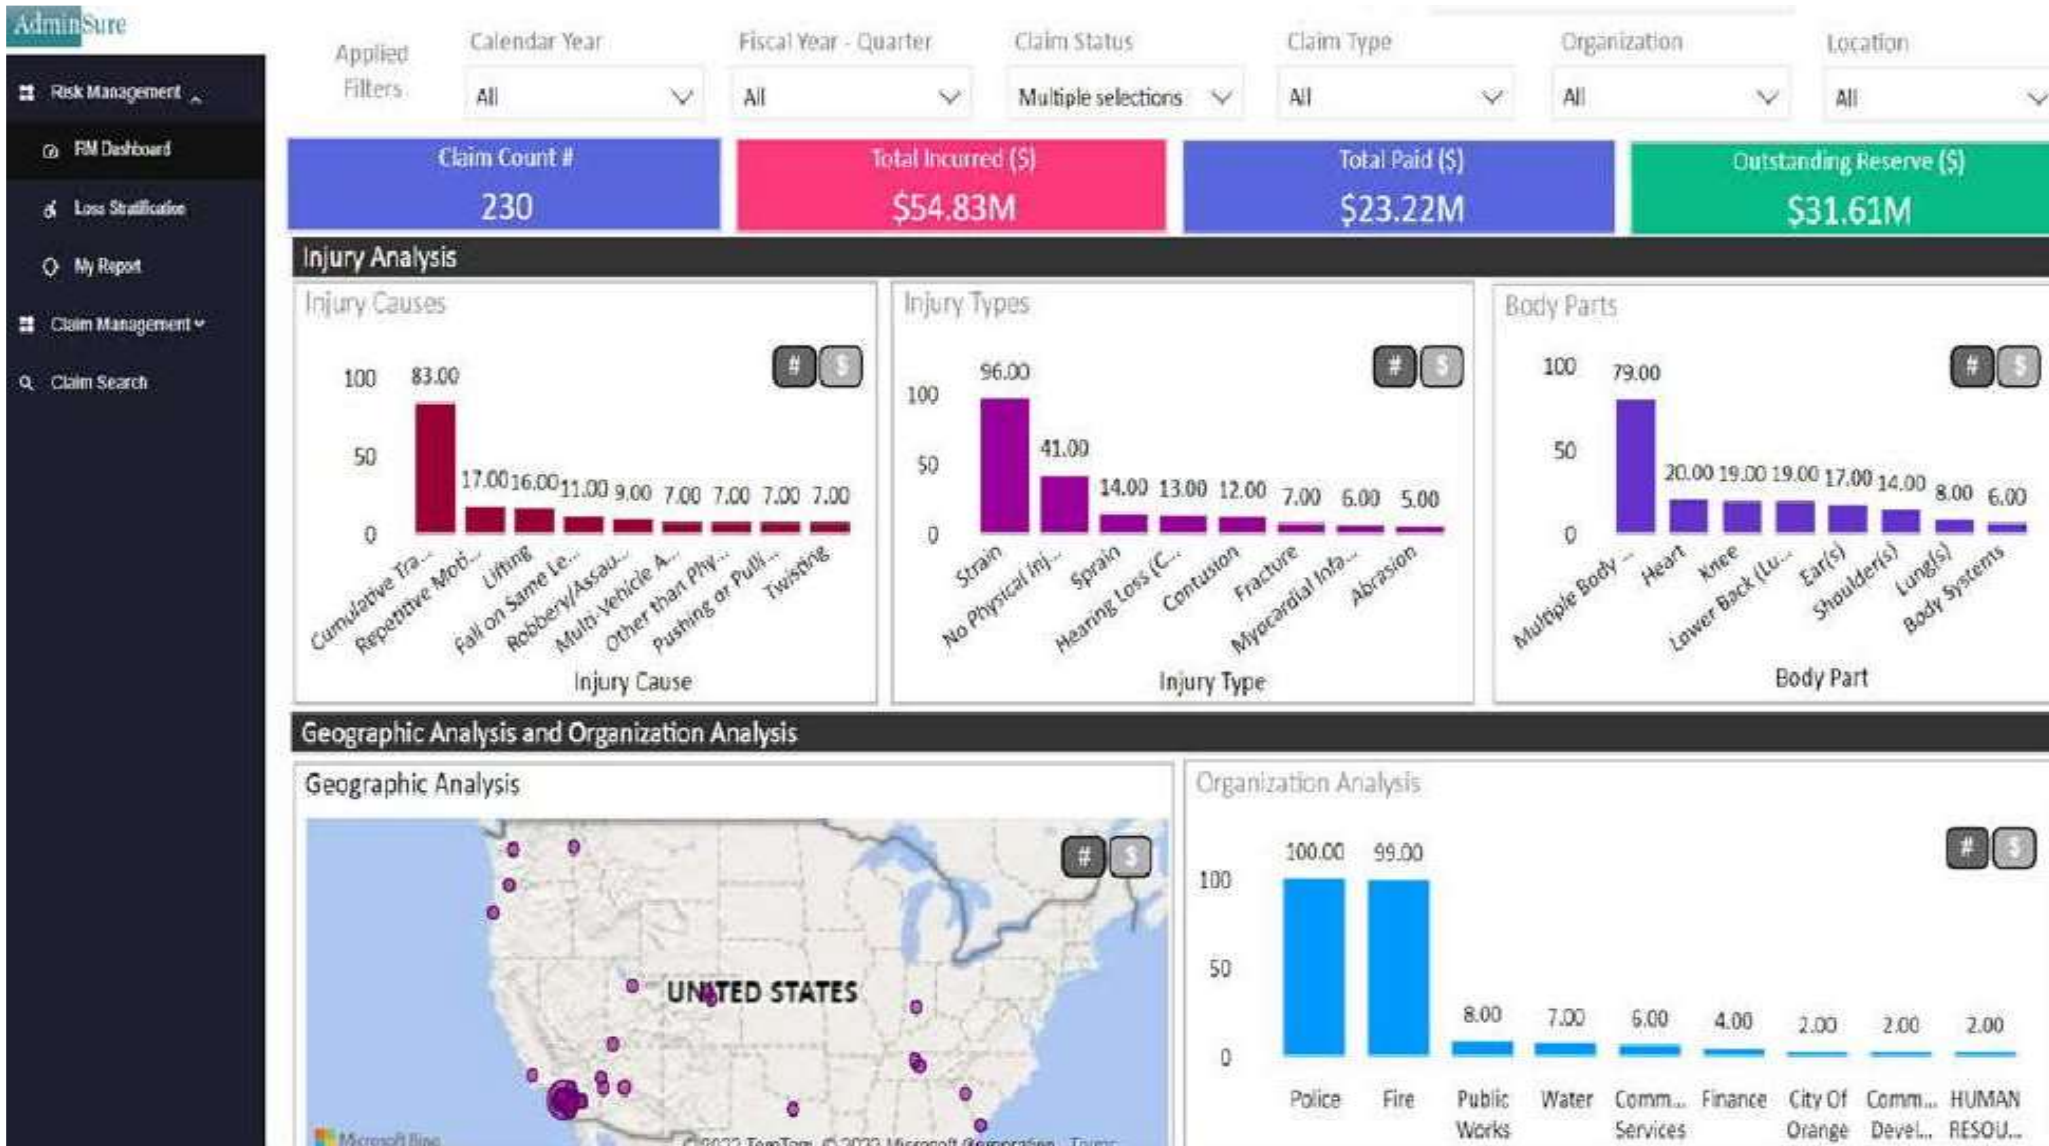 AdminSure
Risk Management
RM Dashboard
Loss Stratification
My Report
Claim Management
Claim Search
Applied
Filters
Calendar Year
All
Fiscal Year - Quarter
All
Claim Status
Multiple selections
Claim Type
All
Organization
All
Location
All
Claim Count #
230
Total Incurred ($)
$54.83M
Total Paid ($)
$23.22M
Outstanding Reserve ($)
$31.61M
Injury Analysis
Injury Causes
# $
100
50
0
83.00 17.00 16.00 11.00 9.00 7.00 7.00 7.00 7.00
Cumulative Tra...
Repetitive Moti...
Lifting
Fall on Same Le...
Robbery/Assau...
Multi-Vehicle A...
Other than Phy...
Pushing or Pulli...
Twisting
Injury Cause
Injury Types
# $
100
50
0
96.00 41.00 14.00 13.00 12.00 7.00 6.00 5.00
Strain
No Physical Inj...
Sprain
Hearing Loss (C...
Contusion
Fracture
Myocardial Infa...
Abrasion
Injury Type
Body Parts
# $
100
50
0
79.00 20.00 19.00 19.00 17.00 14.00 8.00 6.00
Multiple Body ...
Heart
Knee
Lower Back (Lu...
Ear(s)
Shoulder(s)
Lung(s)
Body Systems
Body Part
Geographic Analysis and Organization Analysis
Geographic Analysis
# $
UNITED STATES
Microsoft Bing
© 2022 TomTom, © 2022 Microsoft Corporation Terms
Organization Analysis
# $
100
50
0
100.00 99.00 8.00 7.00 6.00 4.00 2.00 2.00 2.00
Police
Fire
Public
Works
Water
Comm...
Services
Finance
City Of
Orange
Comm...
Devel...
HUMAN
RESOU...